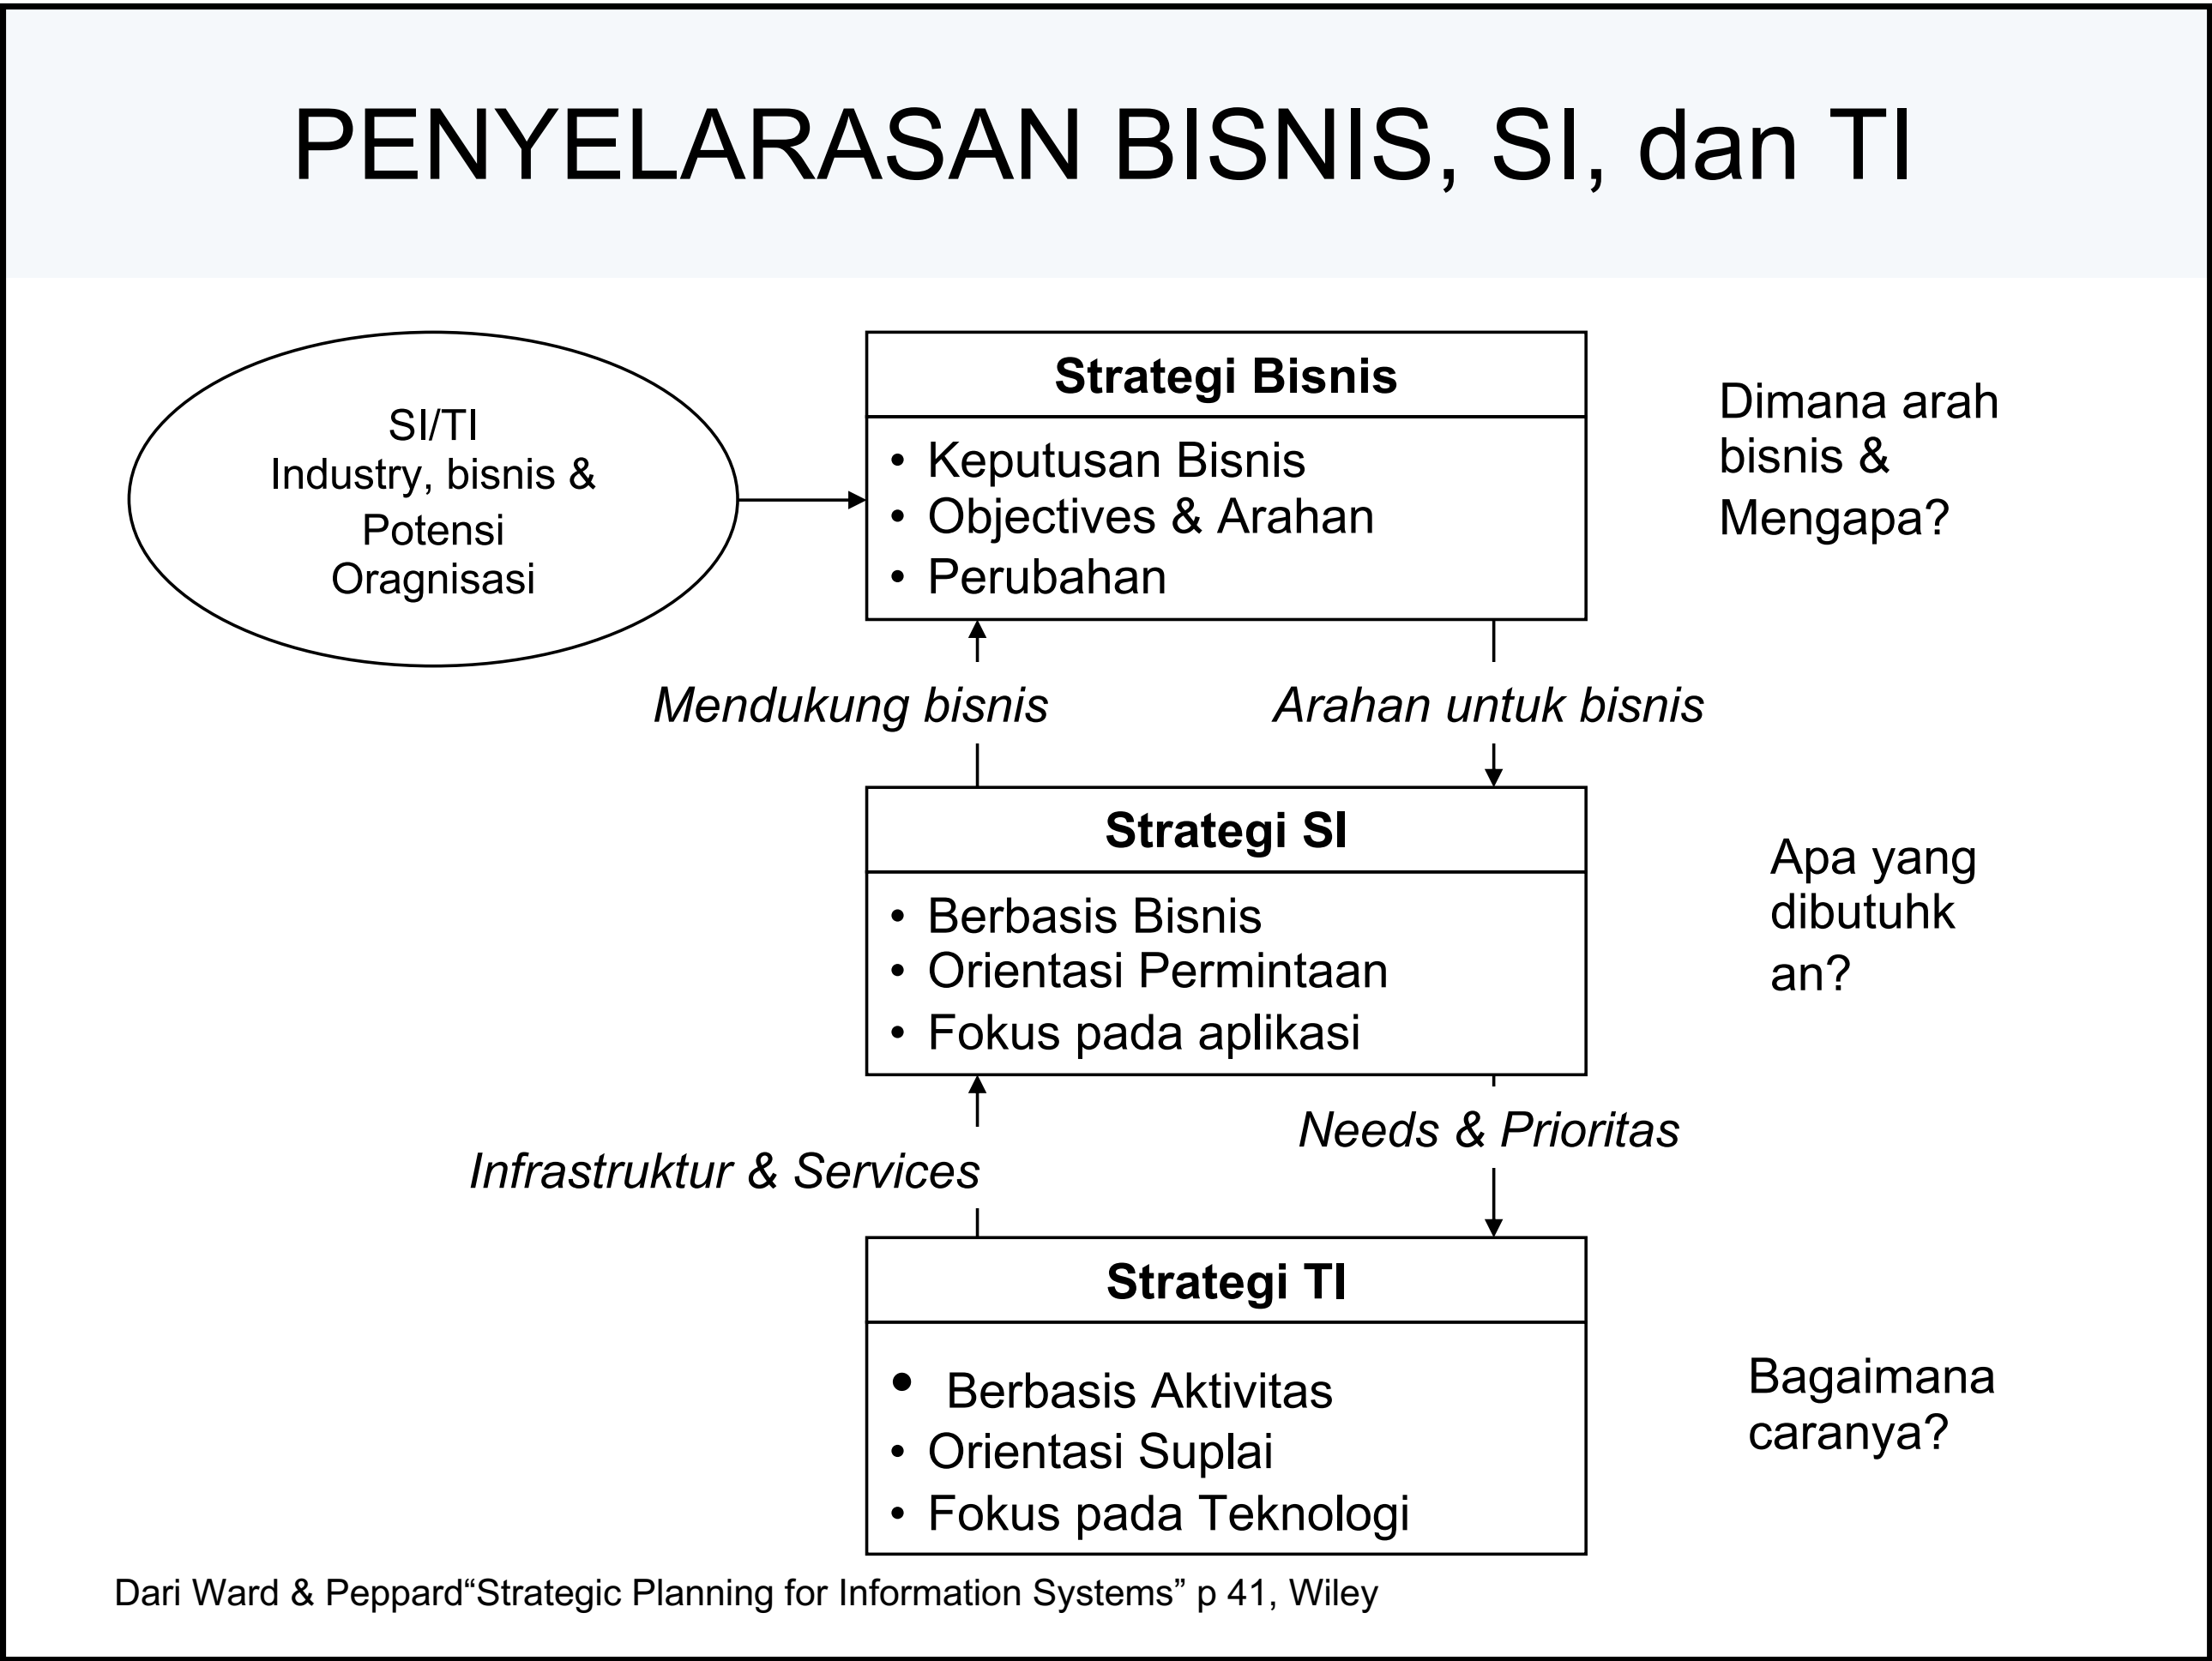 PENYELARASAN BISNIS, SI, dan TI
SI/TI
Industry, bisnis &
Potensi
Oragnisasi
Strategi Bisnis
• Keputusan Bisnis
• Objectives & Arahan
• Perubahan
Dimana arah
bisnis &
Mengapa?
Mendukung bisnis
Arahan untuk bisnis
Strategi SI
• Berbasis Bisnis
• Orientasi Permintaan
• Fokus pada aplikasi
Apa yang
dibutuhk
an?
Needs & Prioritas
Infrastruktur & Services
Strategi TI
• Berbasis Aktivitas
• Orientasi Suplai
• Fokus pada Teknologi
Bagaimana
caranya?
Dari Ward & Peppard“Strategic Planning for Information Systems” p 41, Wiley